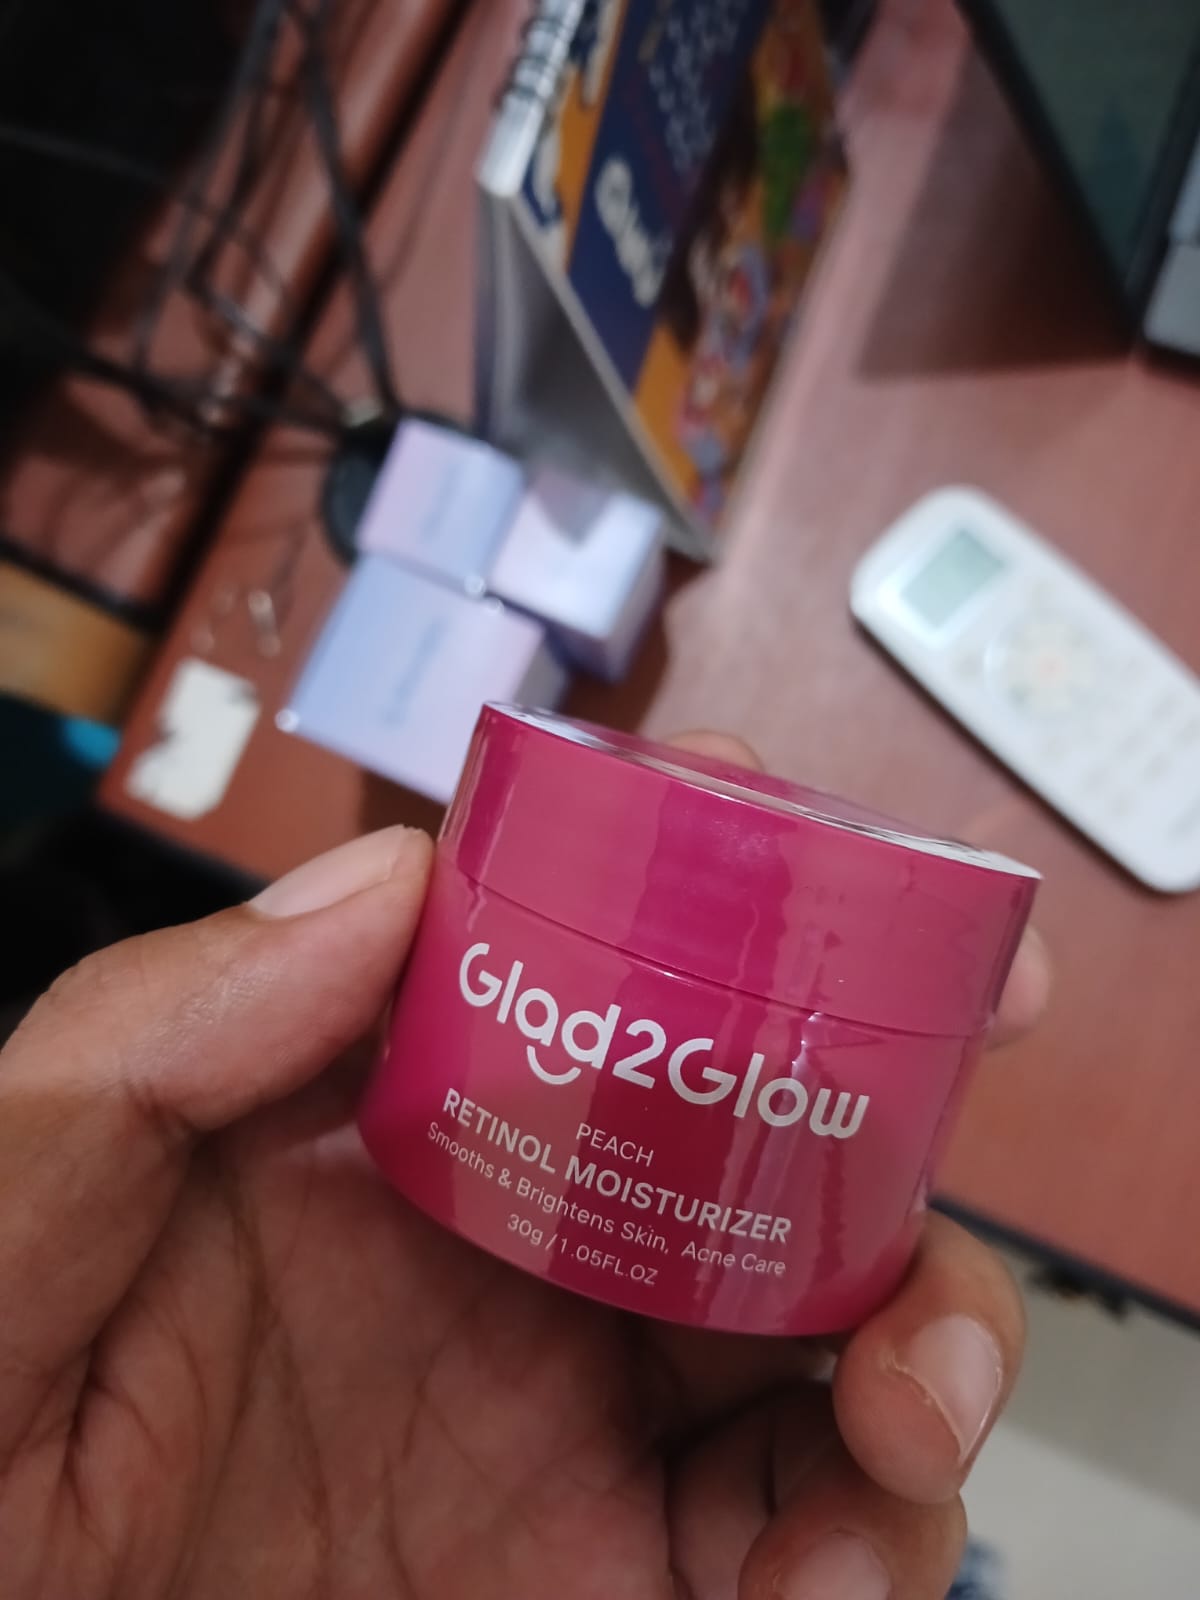 Glad2Glow
PEACH
RETINOL MOISTURIZER
Smooths & Brightens Skin, Acne Care
30g / 1.05FL.OZ